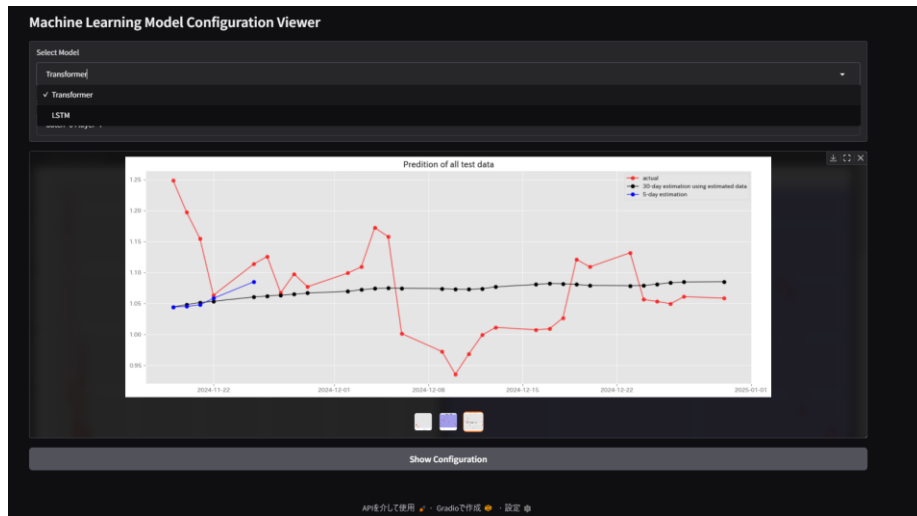 Machine Learning Model Configuration Viewer
Select Model
Transformer
✓ Transformer
LSTM
Predition of all test data
actual
30-day estimation using estimated data
5-day estimation
1.25
1.20
1.15
1.10
1.05
1.00
0.95
2024-11-22
2024-12-01
2024-12-08
2024-12-15
2024-12-22
2025-01-01
Show Configuration
APIを介して使用 · Gradioで作成 · 設定